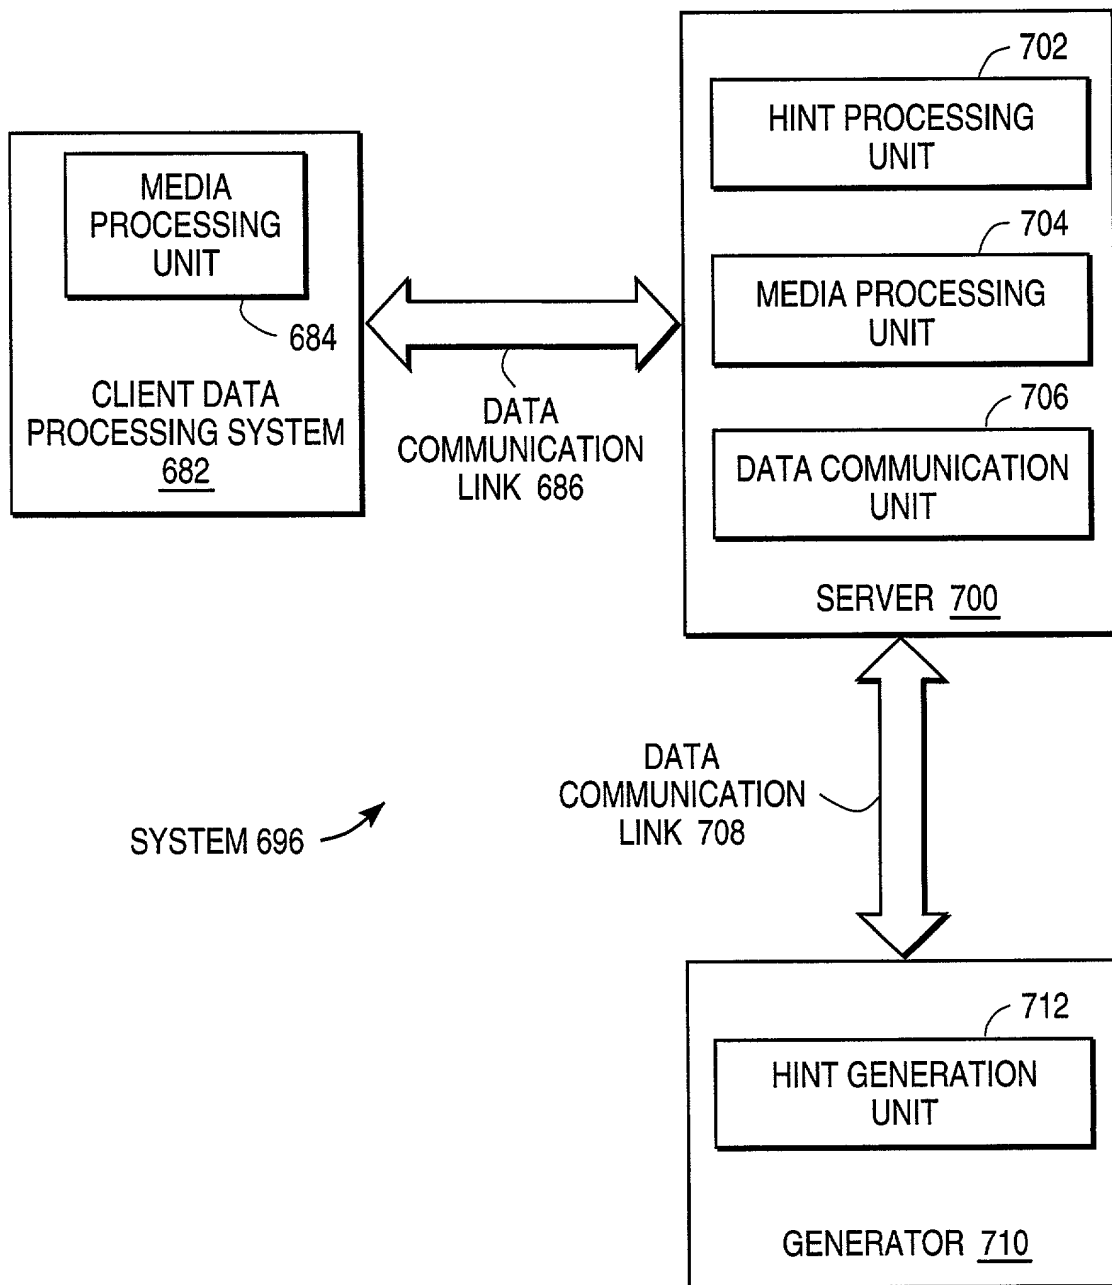 MEDIA
PROCESSING
UNIT
684
CLIENT DATA
PROCESSING SYSTEM
682
DATA
COMMUNICATION
LINK 686
702
HINT PROCESSING
UNIT
704
MEDIA PROCESSING
UNIT
706
DATA COMMUNICATION
UNIT
SERVER 700
DATA
COMMUNICATION
LINK 708
SYSTEM 696
712
HINT GENERATION
UNIT
GENERATOR 710